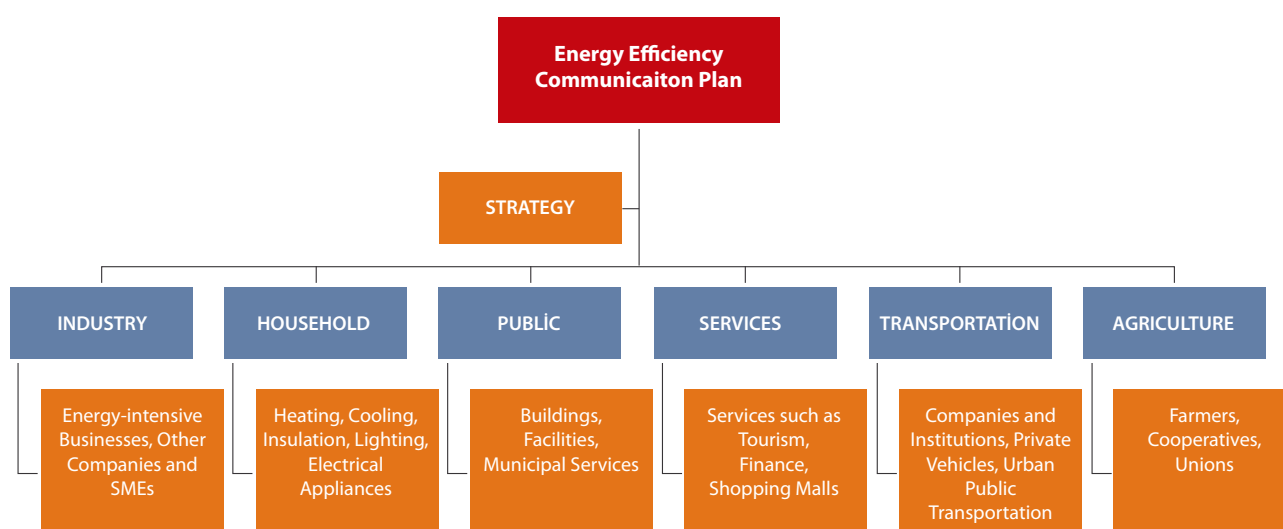 Energy Efficiency
Communicaiton Plan
STRATEGY
INDUSTRY
HOUSEHOLD
PUBLİC
SERVICES
TRANSPORTATİON
AGRICULTURE
Energy-intensive
Businesses, Other
Companies and
SMEs
Heating, Cooling,
Insulation, Lighting,
Electrical
Appliances
Buildings,
Facilities,
Municipal Services
Services such as
Tourism,
Finance,
Shopping Malls
Companies and
Institutions, Private
Vehicles, Urban
Public
Transportation
Farmers,
Cooperatives,
Unions